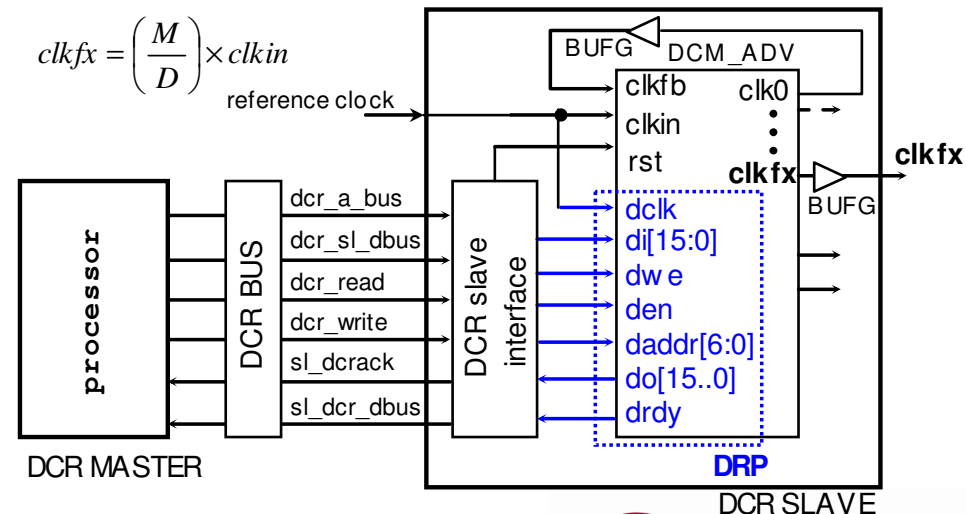 clkfx = (M/D) × clkin
reference clock
BUFG
DCM_ADV
clkfb
clk0
clkin
rst
clkfx
clkfx
BUFG
processor
DCR BUS
dcr_a_bus
dcr_sl_dbus
dcr_read
dcr_write
sl_dcrack
sl_dcr_dbus
DCR slave
interface
dclk
di[15:0]
dwe
den
daddr[6:0]
do[15..0]
drdy
DRP
DCR MASTER
DCR SLAVE